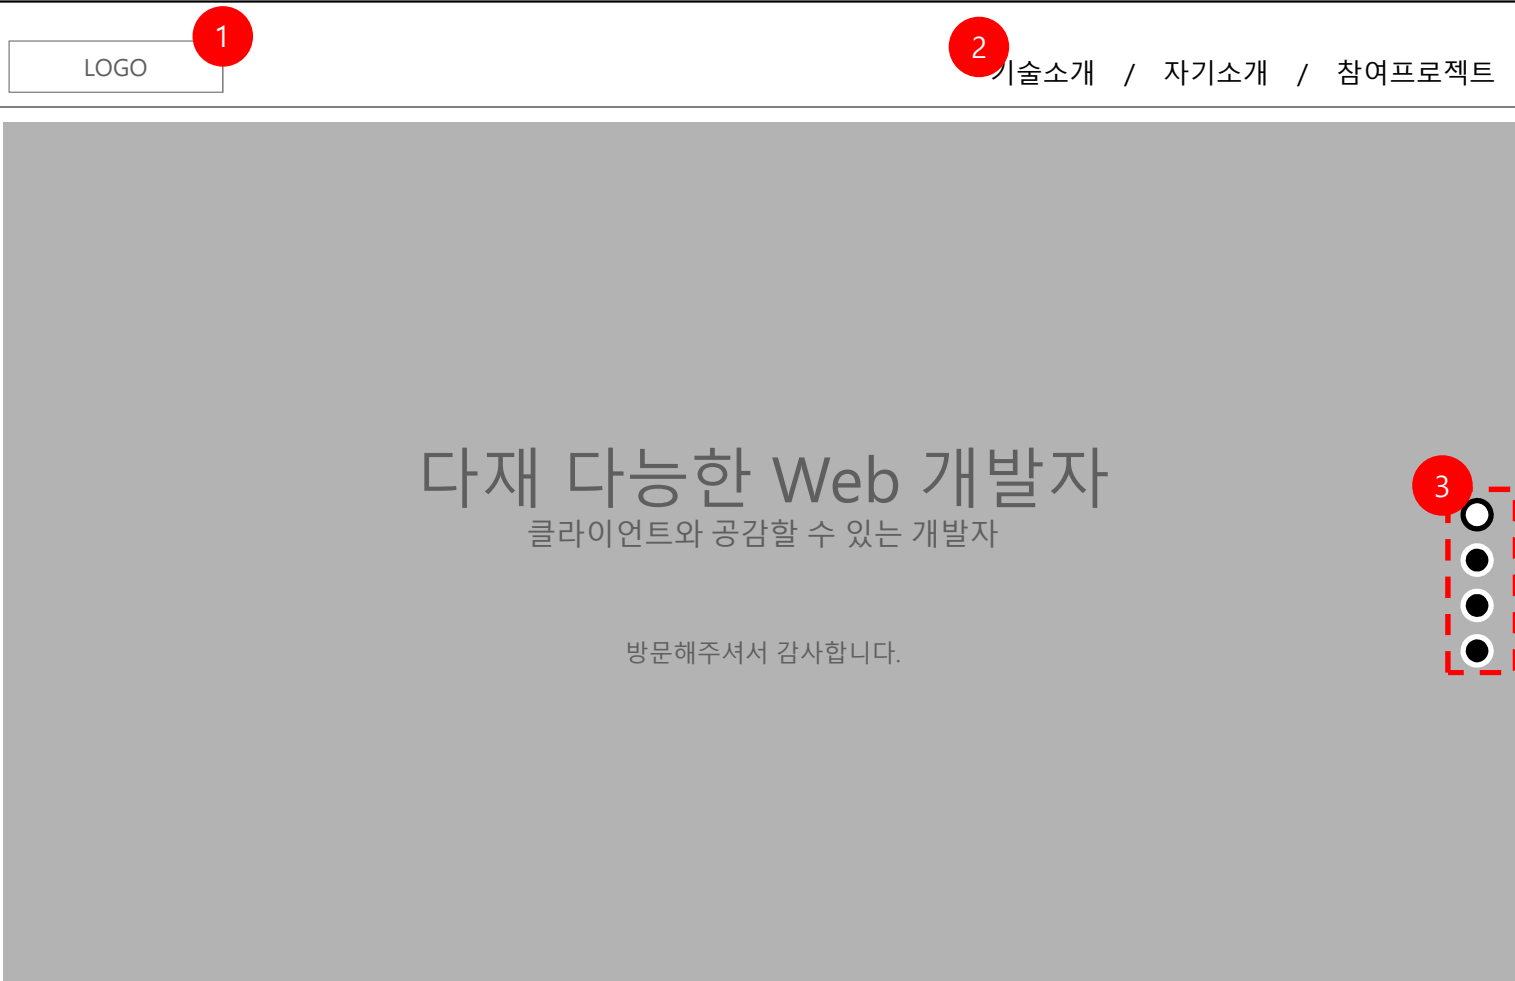 1
LOGO
2
기술소개 / 자기소개 / 참여프로젝트
다재 다능한 Web 개발자
클라이언트와 공감할 수 있는 개발자
3
방문해주셔서 감사합니다.